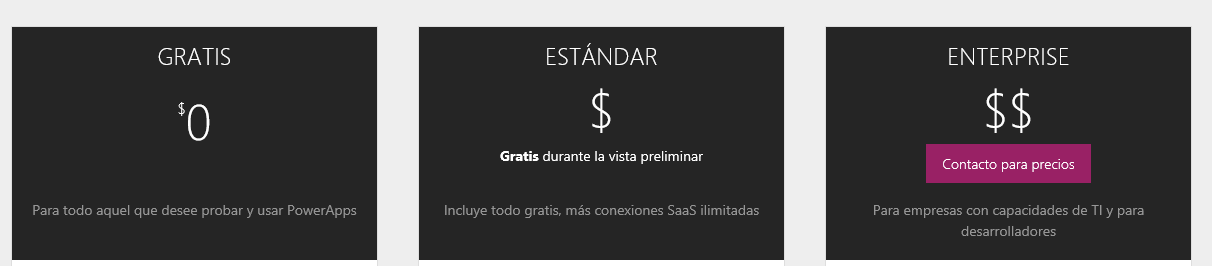 GRATIS
$0
Para todo aquel que desee probar y usar PowerApps
ESTÁNDAR
$
Gratis durante la vista preliminar
Incluye todo gratis, más conexiones SaaS ilimitadas
ENTERPRISE
$$
Contacto para precios
Para empresas con capacidades de TI y para
desarrolladores